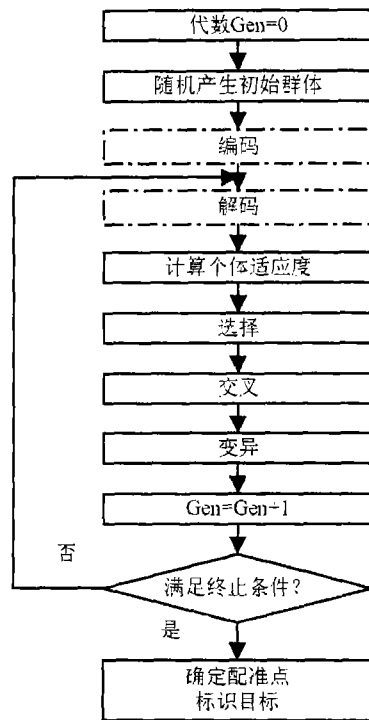 代数Gen=0
随机产生初始群体
编码
解码
计算个体适应度
选择
交叉
变异
Gen=Gen+1
否
满足终止条件?
是
确定配准点
标识目标